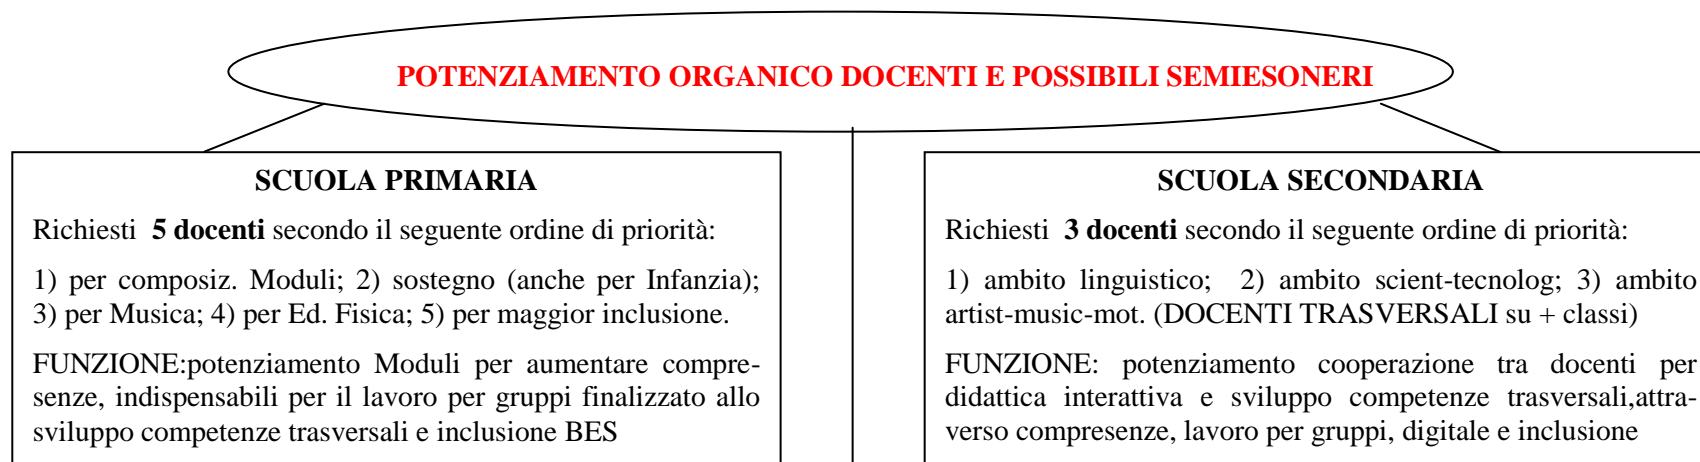 POTENZIAMENTO ORGANICO DOCENTI E POSSIBILI SEMIESONERI
SCUOLA PRIMARIA
Richiesti 5 docenti secondo il seguente ordine di priorità:
1) per composiz. Moduli; 2) sostegno (anche per Infanzia);
3) per Musica; 4) per Ed. Fisica; 5) per maggior inclusione.
FUNZIONE:potenziamento Moduli per aumentare compre-
senze, indispensabili per il lavoro per gruppi finalizzato allo
sviluppo competenze trasversali e inclusione BES
SCUOLA SECONDARIA
Richiesti 3 docenti secondo il seguente ordine di priorità:
1) ambito linguistico; 2) ambito scient-tecnolog; 3) ambito
artist-music-mot. (DOCENTI TRASVERSALI su + classi)
FUNZIONE: potenziamento cooperazione tra docenti per
didattica interattiva e sviluppo competenze trasversali,attra-
verso compresenze, lavoro per gruppi, digitale e inclusione